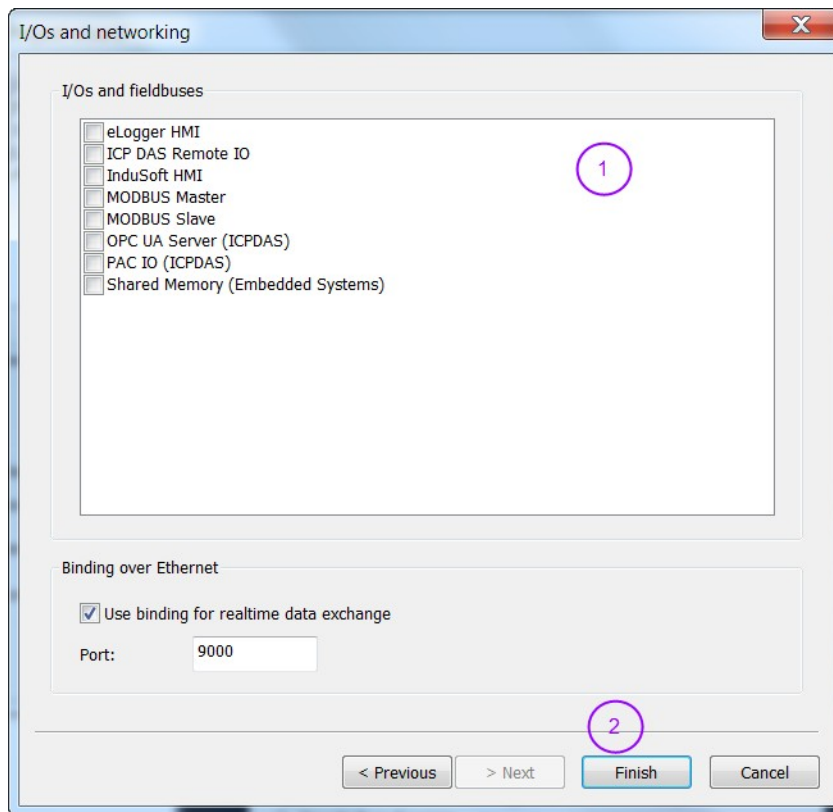 I/Os and networking
I/Os and fieldbuses
eLogger HMI
ICP DAS Remote IO
1
InduSoft HMI
MODBUS Master
MODBUS Slave
OPC UA Server (ICPDAS)
PAC IO (ICPDAS)
Shared Memory (Embedded Systems)
Binding over Ethernet
Use binding for realtime data exchange
Port: 9000
2
< Previous > Next Finish Cancel